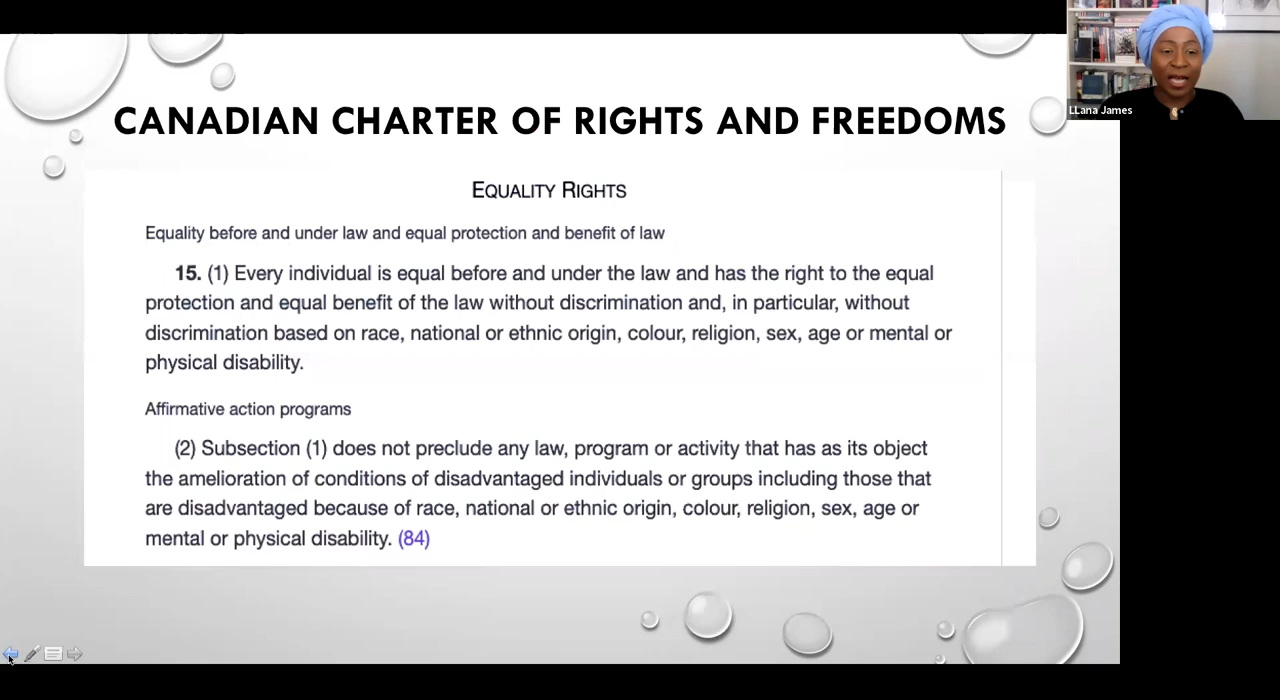 LLana James
CANADIAN CHARTER OF RIGHTS AND FREEDOMS
EQUALITY RIGHTS
Equality before and under law and equal protection and benefit of law
15. (1) Every individual is equal before and under the law and has the right to the equal
protection and equal benefit of the law without discrimination and, in particular, without
discrimination based on race, national or ethnic origin, colour, religion, sex, age or mental or
physical disability.
Affirmative action programs
(2) Subsection (1) does not preclude any law, program or activity that has as its object
the amelioration of conditions of disadvantaged individuals or groups including those that
are disadvantaged because of race, national or ethnic origin, colour, religion, sex, age or
mental or physical disability. (84)